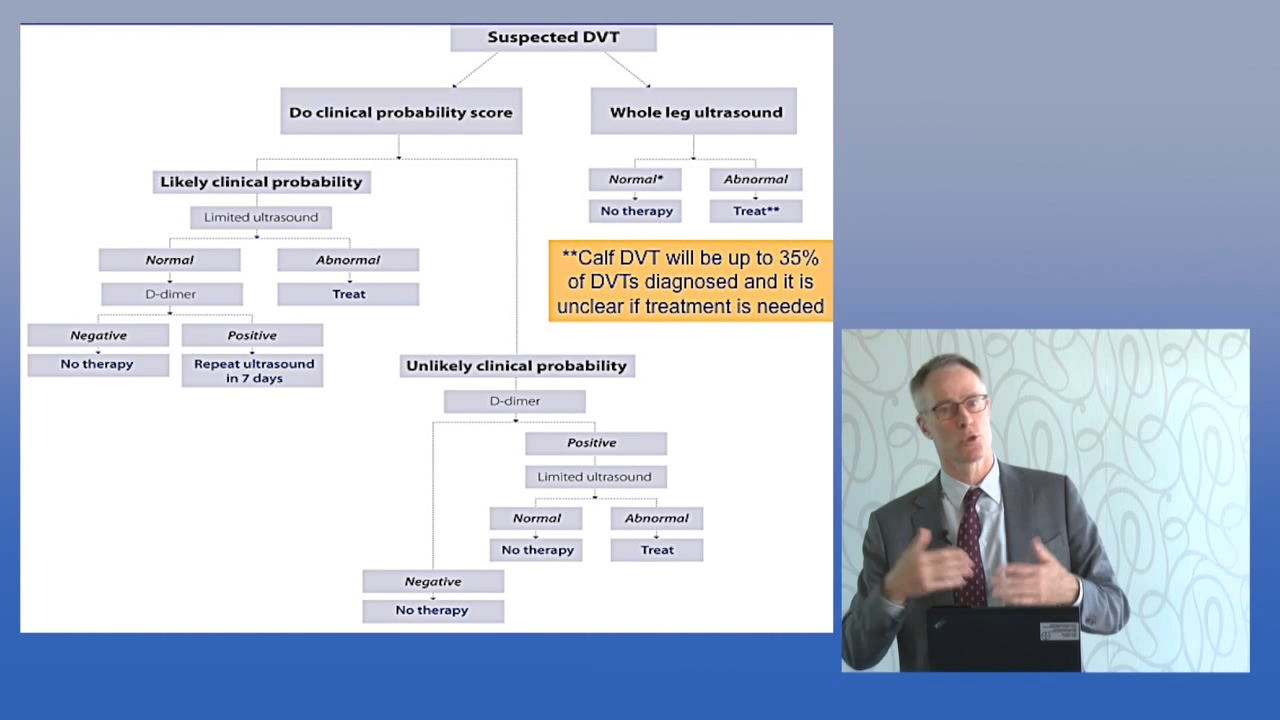 Suspected DVT
Do clinical probability score
Whole leg ultrasound
Likely clinical probability
Normal*
Abnormal
Limited ultrasound
No therapy
Treat**
Normal
Abnormal
**Calf DVT will be up to 35%
of DVTs diagnosed and it is
unclear if treatment is needed
D-dimer
Treat
Negative
Positive
No therapy
Repeat ultrasound
in 7 days
Unlikely clinical probability
D-dimer
Positive
Limited ultrasound
Normal
Abnormal
No therapy
Treat
Negative
No therapy